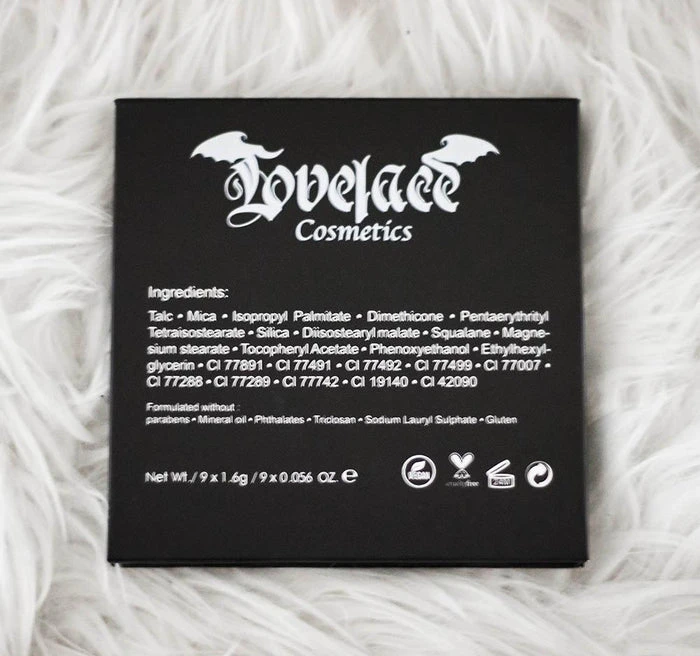 Lovelace
Cosmetics
Ingredients:
Talc • Mica • Isopropyl Palmitate • Dimethicone • Pentaerythrityl
Tetraisostearate • Silica • Diisostearyl malate • Squalane • Magne-
sium stearate • Tocopheryl Acetate • Phenoxyethanol • Ethylhexyl-
glycerin • CI 77891 • CI 77491 • CI 77492 • CI 77499 • CI 77007 •
CI 77288 • CI 77289 • CI 77742 • CI 19140 • CI 42090
Formulated without :
parabens • Mineral oil • Phthalates • Triclosan • Sodium Lauryl Sulphate • Gluten
Net Wt./ 9 x 1.6g / 9 x 0.056 OZ. ℮
VEGAN
crueltyfree
24M